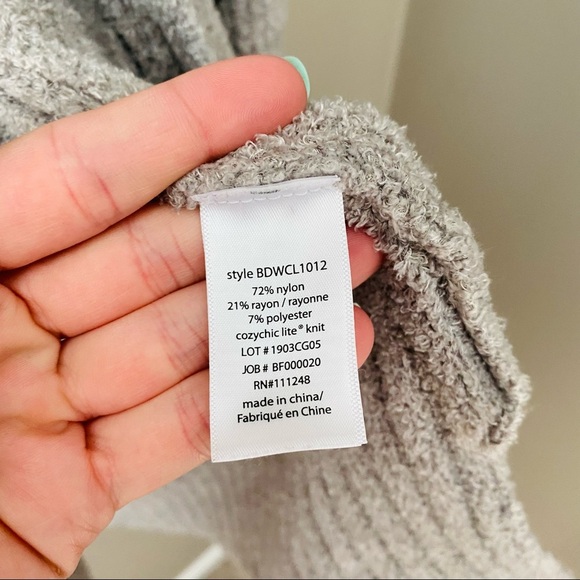 style BDWCL1012
72% nylon
21% rayon / rayonne
7% polyester
cozychic lite® knit
LOT # 1903CG05
JOB # BF000020
RN#111248
made in china/
Fabriqué en Chine